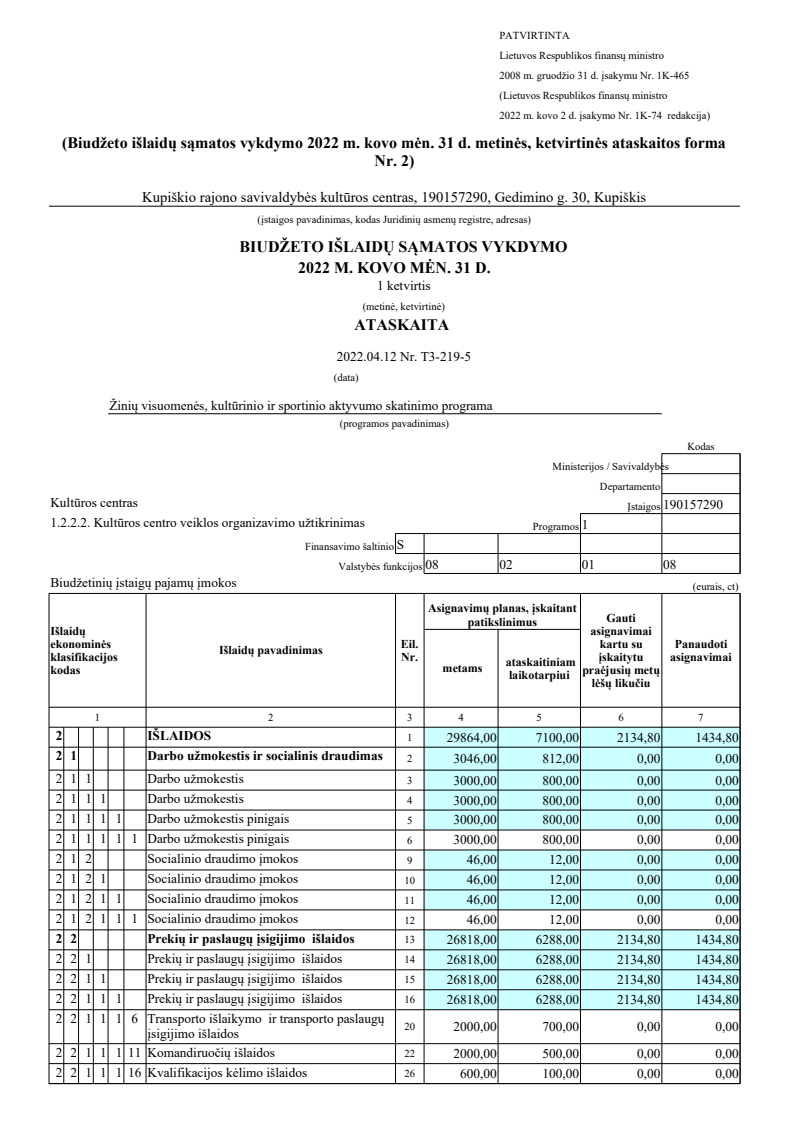 PATVIRTINTA
Lietuvos Respublikos finansų ministro
2008 m. gruodžio 31 d. įsakymu Nr. 1K-465
(Lietuvos Respublikos finansų ministro
2022 m. kovo 2 d. įsakymo Nr. 1K-74 redakcija)
(Biudžeto išlaidų sąmatos vykdymo 2022 m. kovo mėn. 31 d. metinės, ketvirtinės ataskaitos forma
Nr. 2)
Kupiškio rajono savivaldybės kultūros centras, 190157290, Gedimino g. 30, Kupiškis
(įstaigos pavadinimas, kodas Juridinių asmenų registre, adresas)
BIUDŽETO IŠLAIDŲ SĄMATOS VYKDYMO
2022 M. KOVO MĖN. 31 D.
1 ketvirtis
(metinė, ketvirtinė)
ATASKAITA
2022.04.12 Nr. T3-219-5
(data)
Žinių visuomenės, kultūrinio ir sportinio aktyvumo skatinimo programa
(programos pavadinimas)
Kodas
Ministerijos / Savivaldybės
Departamento
Kultūros centras Įstaigos 190157290
1.2.2.2. Kultūros centro veiklos organizavimo užtikrinimas Programos 1
Finansavimo šaltinio S
Valstybės funkcijos 08 02 01 08
Biudžetinių įstaigų pajamų įmokos (eurais, ct)
Išlaidų ekonominės klasifikacijos kodas Išlaidų pavadinimas Eil. Nr. Asignavimų planas, įskaitant patikslinimus Gauti asignavimai kartu su įskaitytu praėjusių metų lėšų likučiu Panaudoti asignavimai
metams ataskaitiniam laikotarpiui
1 2 3 4 5 6 7
2 IŠLAIDOS 1 29864,00 7100,00 2134,80 1434,80
2 1 Darbo užmokestis ir socialinis draudimas 2 3046,00 812,00 0,00 0,00
2 1 1 Darbo užmokestis 3 3000,00 800,00 0,00 0,00
2 1 1 1 Darbo užmokestis 4 3000,00 800,00 0,00 0,00
2 1 1 1 1 Darbo užmokestis pinigais 5 3000,00 800,00 0,00 0,00
2 1 1 1 1 1 Darbo užmokestis pinigais 6 3000,00 800,00 0,00 0,00
2 1 2 Socialinio draudimo įmokos 9 46,00 12,00 0,00 0,00
2 1 2 1 Socialinio draudimo įmokos 10 46,00 12,00 0,00 0,00
2 1 2 1 1 Socialinio draudimo įmokos 11 46,00 12,00 0,00 0,00
2 1 2 1 1 1 Socialinio draudimo įmokos 12 46,00 12,00 0,00 0,00
2 2 Prekių ir paslaugų įsigijimo išlaidos 13 26818,00 6288,00 2134,80 1434,80
2 2 1 Prekių ir paslaugų įsigijimo išlaidos 14 26818,00 6288,00 2134,80 1434,80
2 2 1 1 Prekių ir paslaugų įsigijimo išlaidos 15 26818,00 6288,00 2134,80 1434,80
2 2 1 1 1 Prekių ir paslaugų įsigijimo išlaidos 16 26818,00 6288,00 2134,80 1434,80
2 2 1 1 1 6 Transporto išlaikymo ir transporto paslaugų įsigijimo išlaidos 20 2000,00 700,00 0,00 0,00
2 2 1 1 1 11 Komandiruočių išlaidos 22 2000,00 500,00 0,00 0,00
2 2 1 1 1 16 Kvalifikacijos kėlimo išlaidos 26 600,00 100,00 0,00 0,00